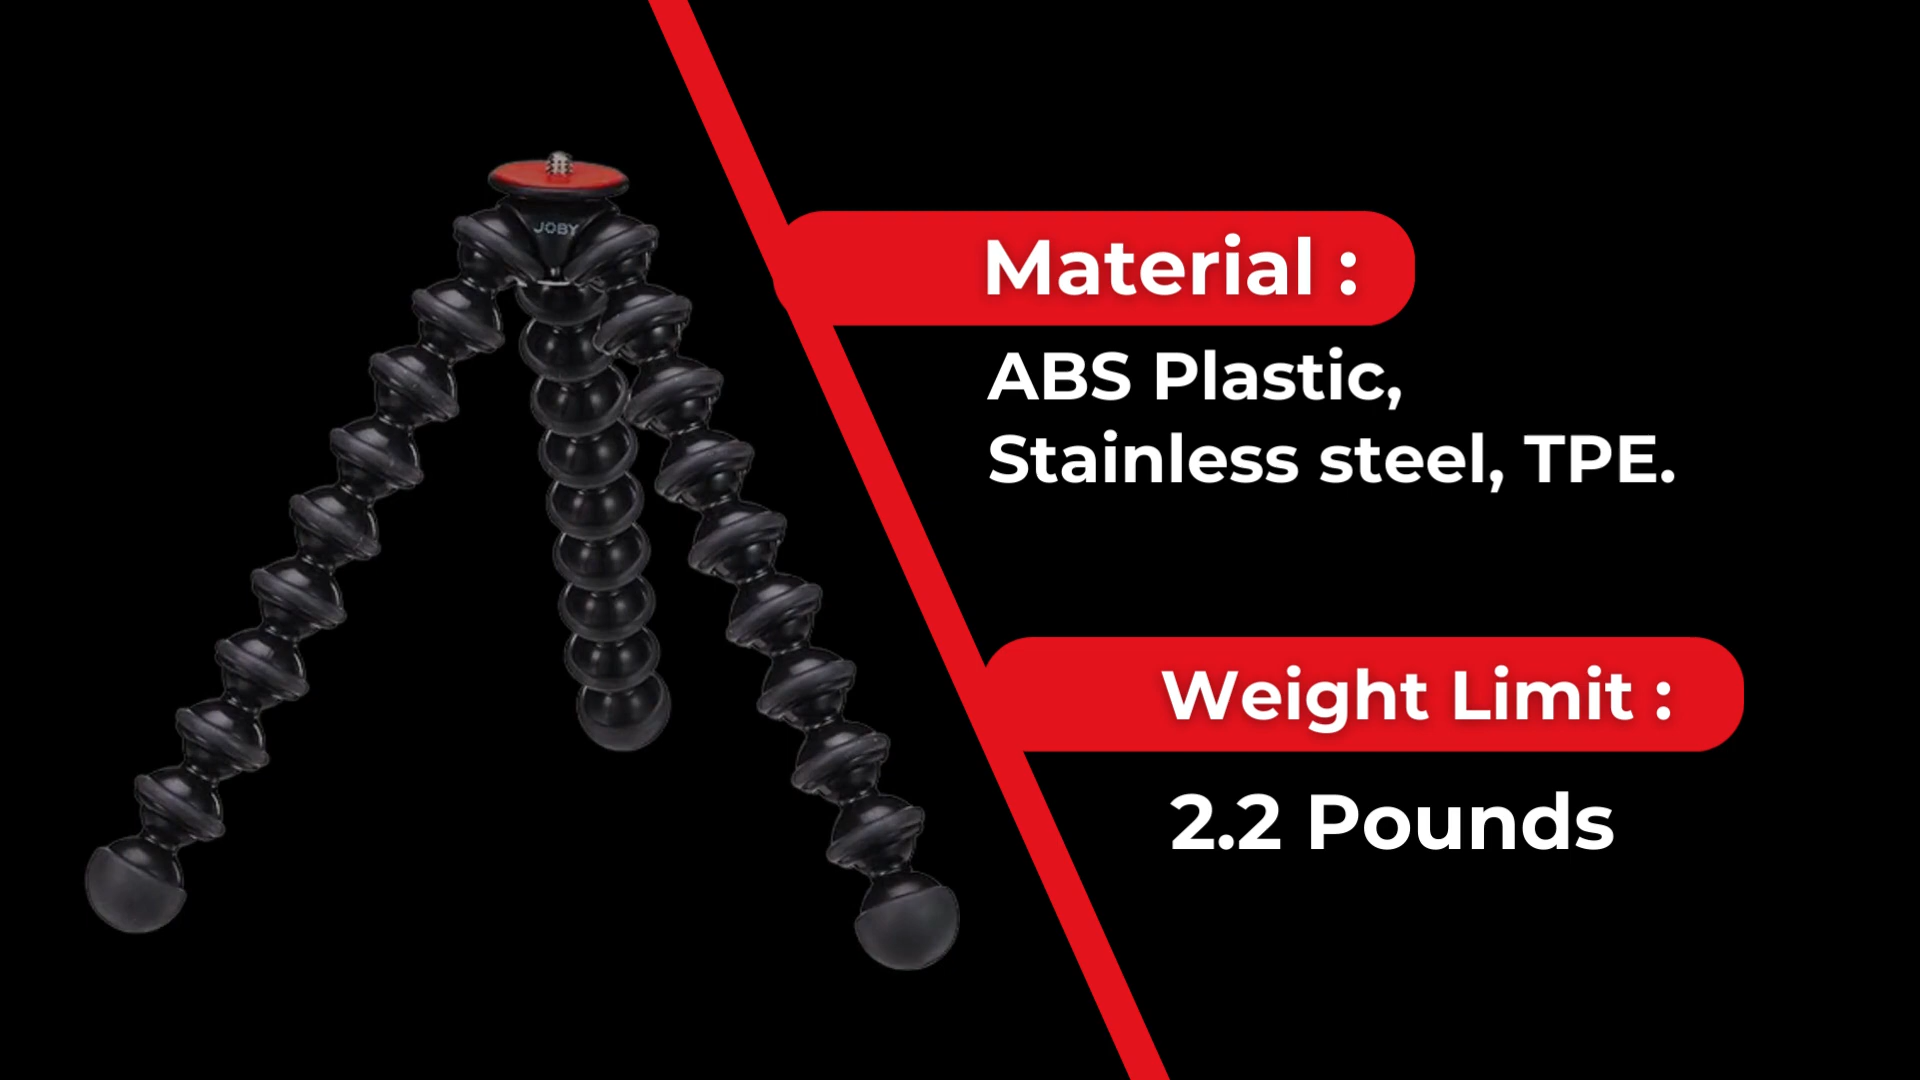 JOBY
Material :
ABS Plastic,
Stainless steel, TPE.
Weight Limit :
2.2 Pounds